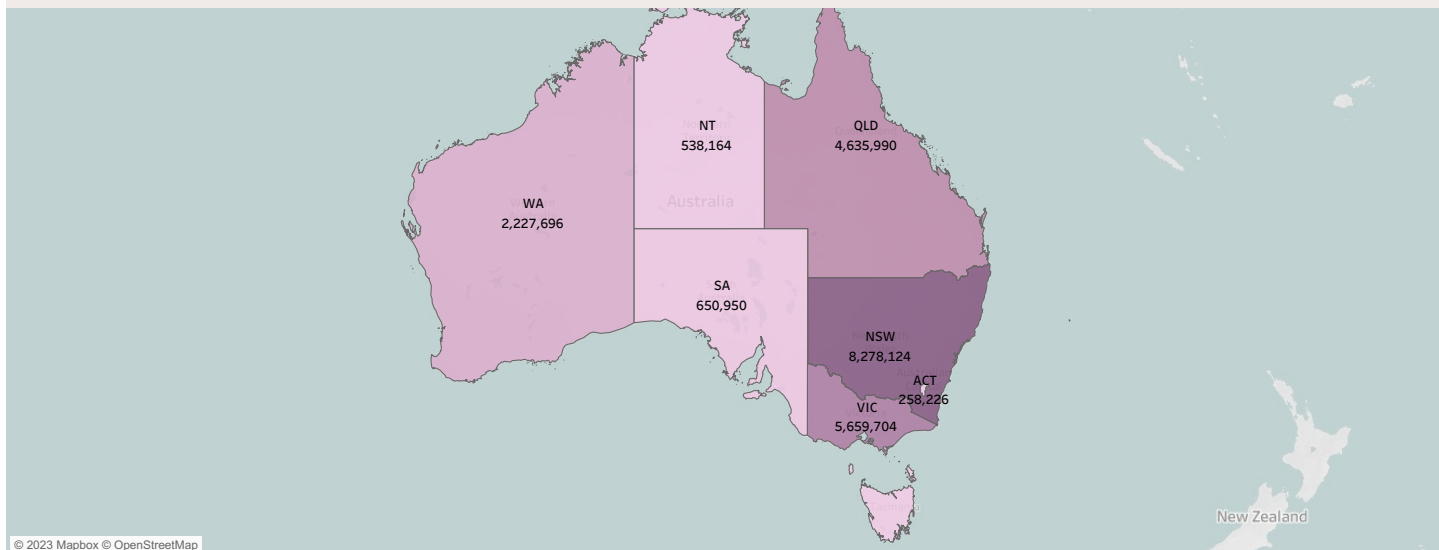 NT
538,164
QLD
4,635,990
Australia
WA
2,227,696
SA
650,950
NSW
8,278,124
ACT
258,226
VIC
5,659,704
Tasmania
New Zealand
© 2023 Mapbox © OpenStreetMap